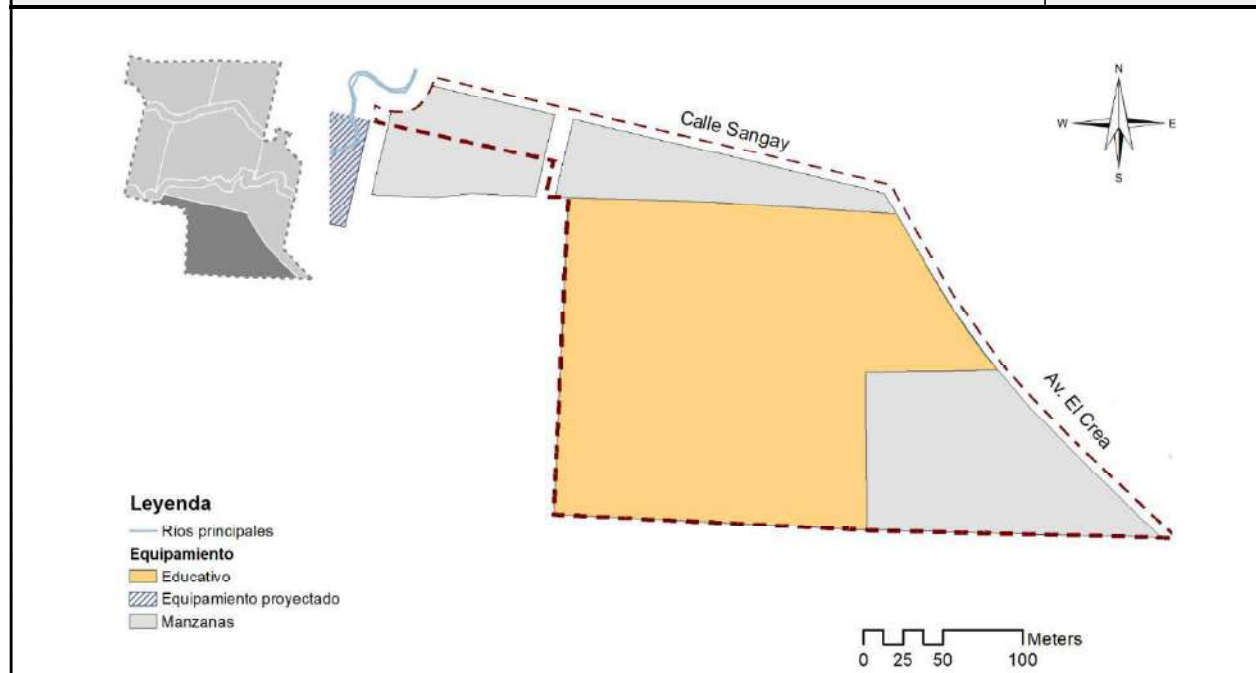 N
W E
S
Calle Sangay
Av. El Crea
Leyenda
Ríos principales
Equipamiento
Educativo
Equipamiento proyectado
Manzanas
Meters
0 25 50 100